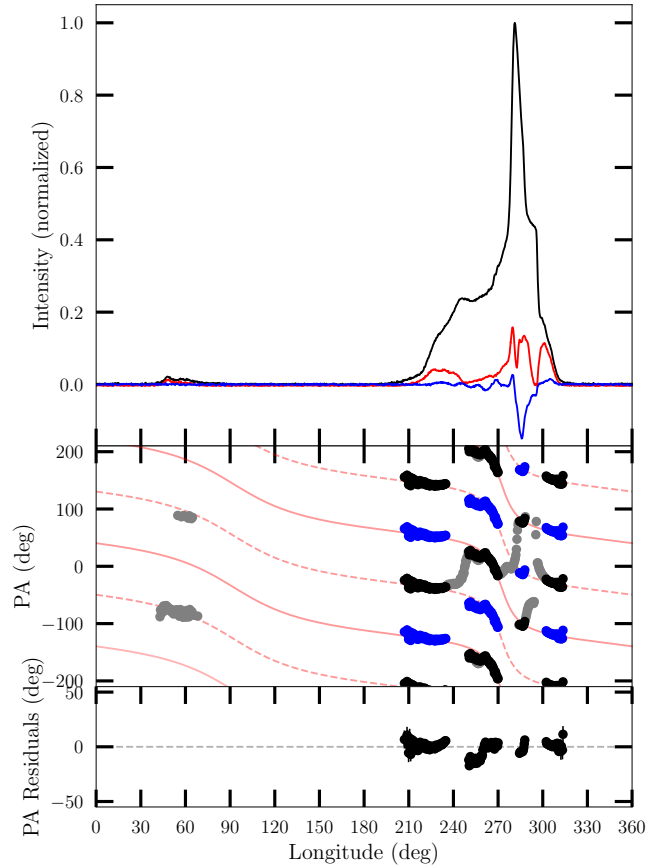 1.0
0.8
0.6
0.4
0.2
0.0
Intensity (normalized)
200
100
0
−100
−200
PA (deg)
50
0
−50
PA Residuals (deg)
0 30 60 90 120 150 180 210 240 270 300 330 360
Longitude (deg)